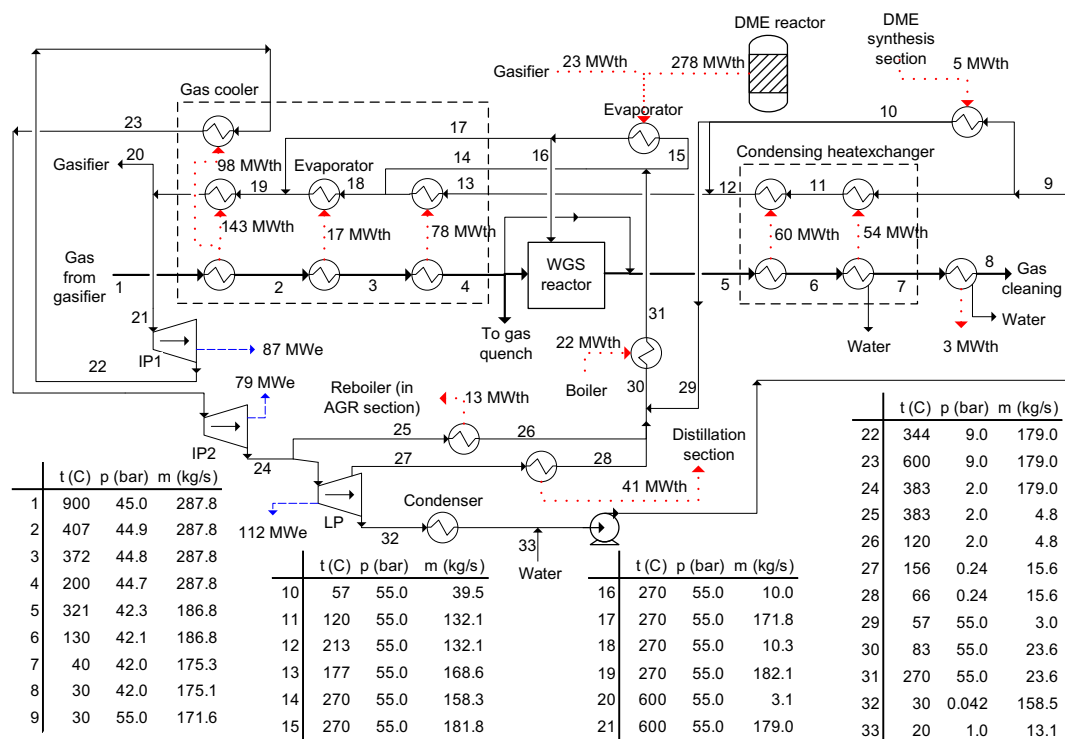 DME reactor
DME
synthesis
section
Gasifier
23 MWth
278 MWth
5 MWth
Gas cooler
Evaporator
23
17
10
20
14
16
15
Gasifier
98 MWth
Evaporator
Condensing heatexchanger
19
18
13
12
11
9
143 MWth
17 MWth
78 MWth
60 MWth
54 MWth
Gas
from
gasifier
WGS
reactor
8
Gas
cleaning
1
2
3
4
5
6
7
Water
21
To gas
quench
31
Water
3 MWth
IP1
87 MWe
22 MWth
22
79 MWe
Boiler
30
29
Reboiler (in
AGR section)
13 MWth
IP2
25
26
Distillation
section
24
27
28
41 MWth
LP
Condenser
112 MWe
32
33
Water
t (C) p (bar) m (kg/s)
1 900 45.0 287.8
2 407 44.9 287.8
3 372 44.8 287.8
4 200 44.7 287.8
5 321 42.3 186.8
6 130 42.1 186.8
7 40 42.0 175.3
8 30 42.0 175.1
9 30 55.0 171.6
t (C) p (bar) m (kg/s)
10 57 55.0 39.5
11 120 55.0 132.1
12 213 55.0 132.1
13 177 55.0 168.6
14 270 55.0 158.3
15 270 55.0 181.8
t (C) p (bar) m (kg/s)
16 270 55.0 10.0
17 270 55.0 171.8
18 270 55.0 10.3
19 270 55.0 182.1
20 600 55.0 3.1
21 600 55.0 179.0
t (C) p (bar) m (kg/s)
22 344 9.0 179.0
23 600 9.0 179.0
24 383 2.0 179.0
25 383 2.0 4.8
26 120 2.0 4.8
27 156 0.24 15.6
28 66 0.24 15.6
29 57 55.0 3.0
30 83 55.0 23.6
31 270 55.0 23.6
32 30 0.042 158.5
33 20 1.0 13.1